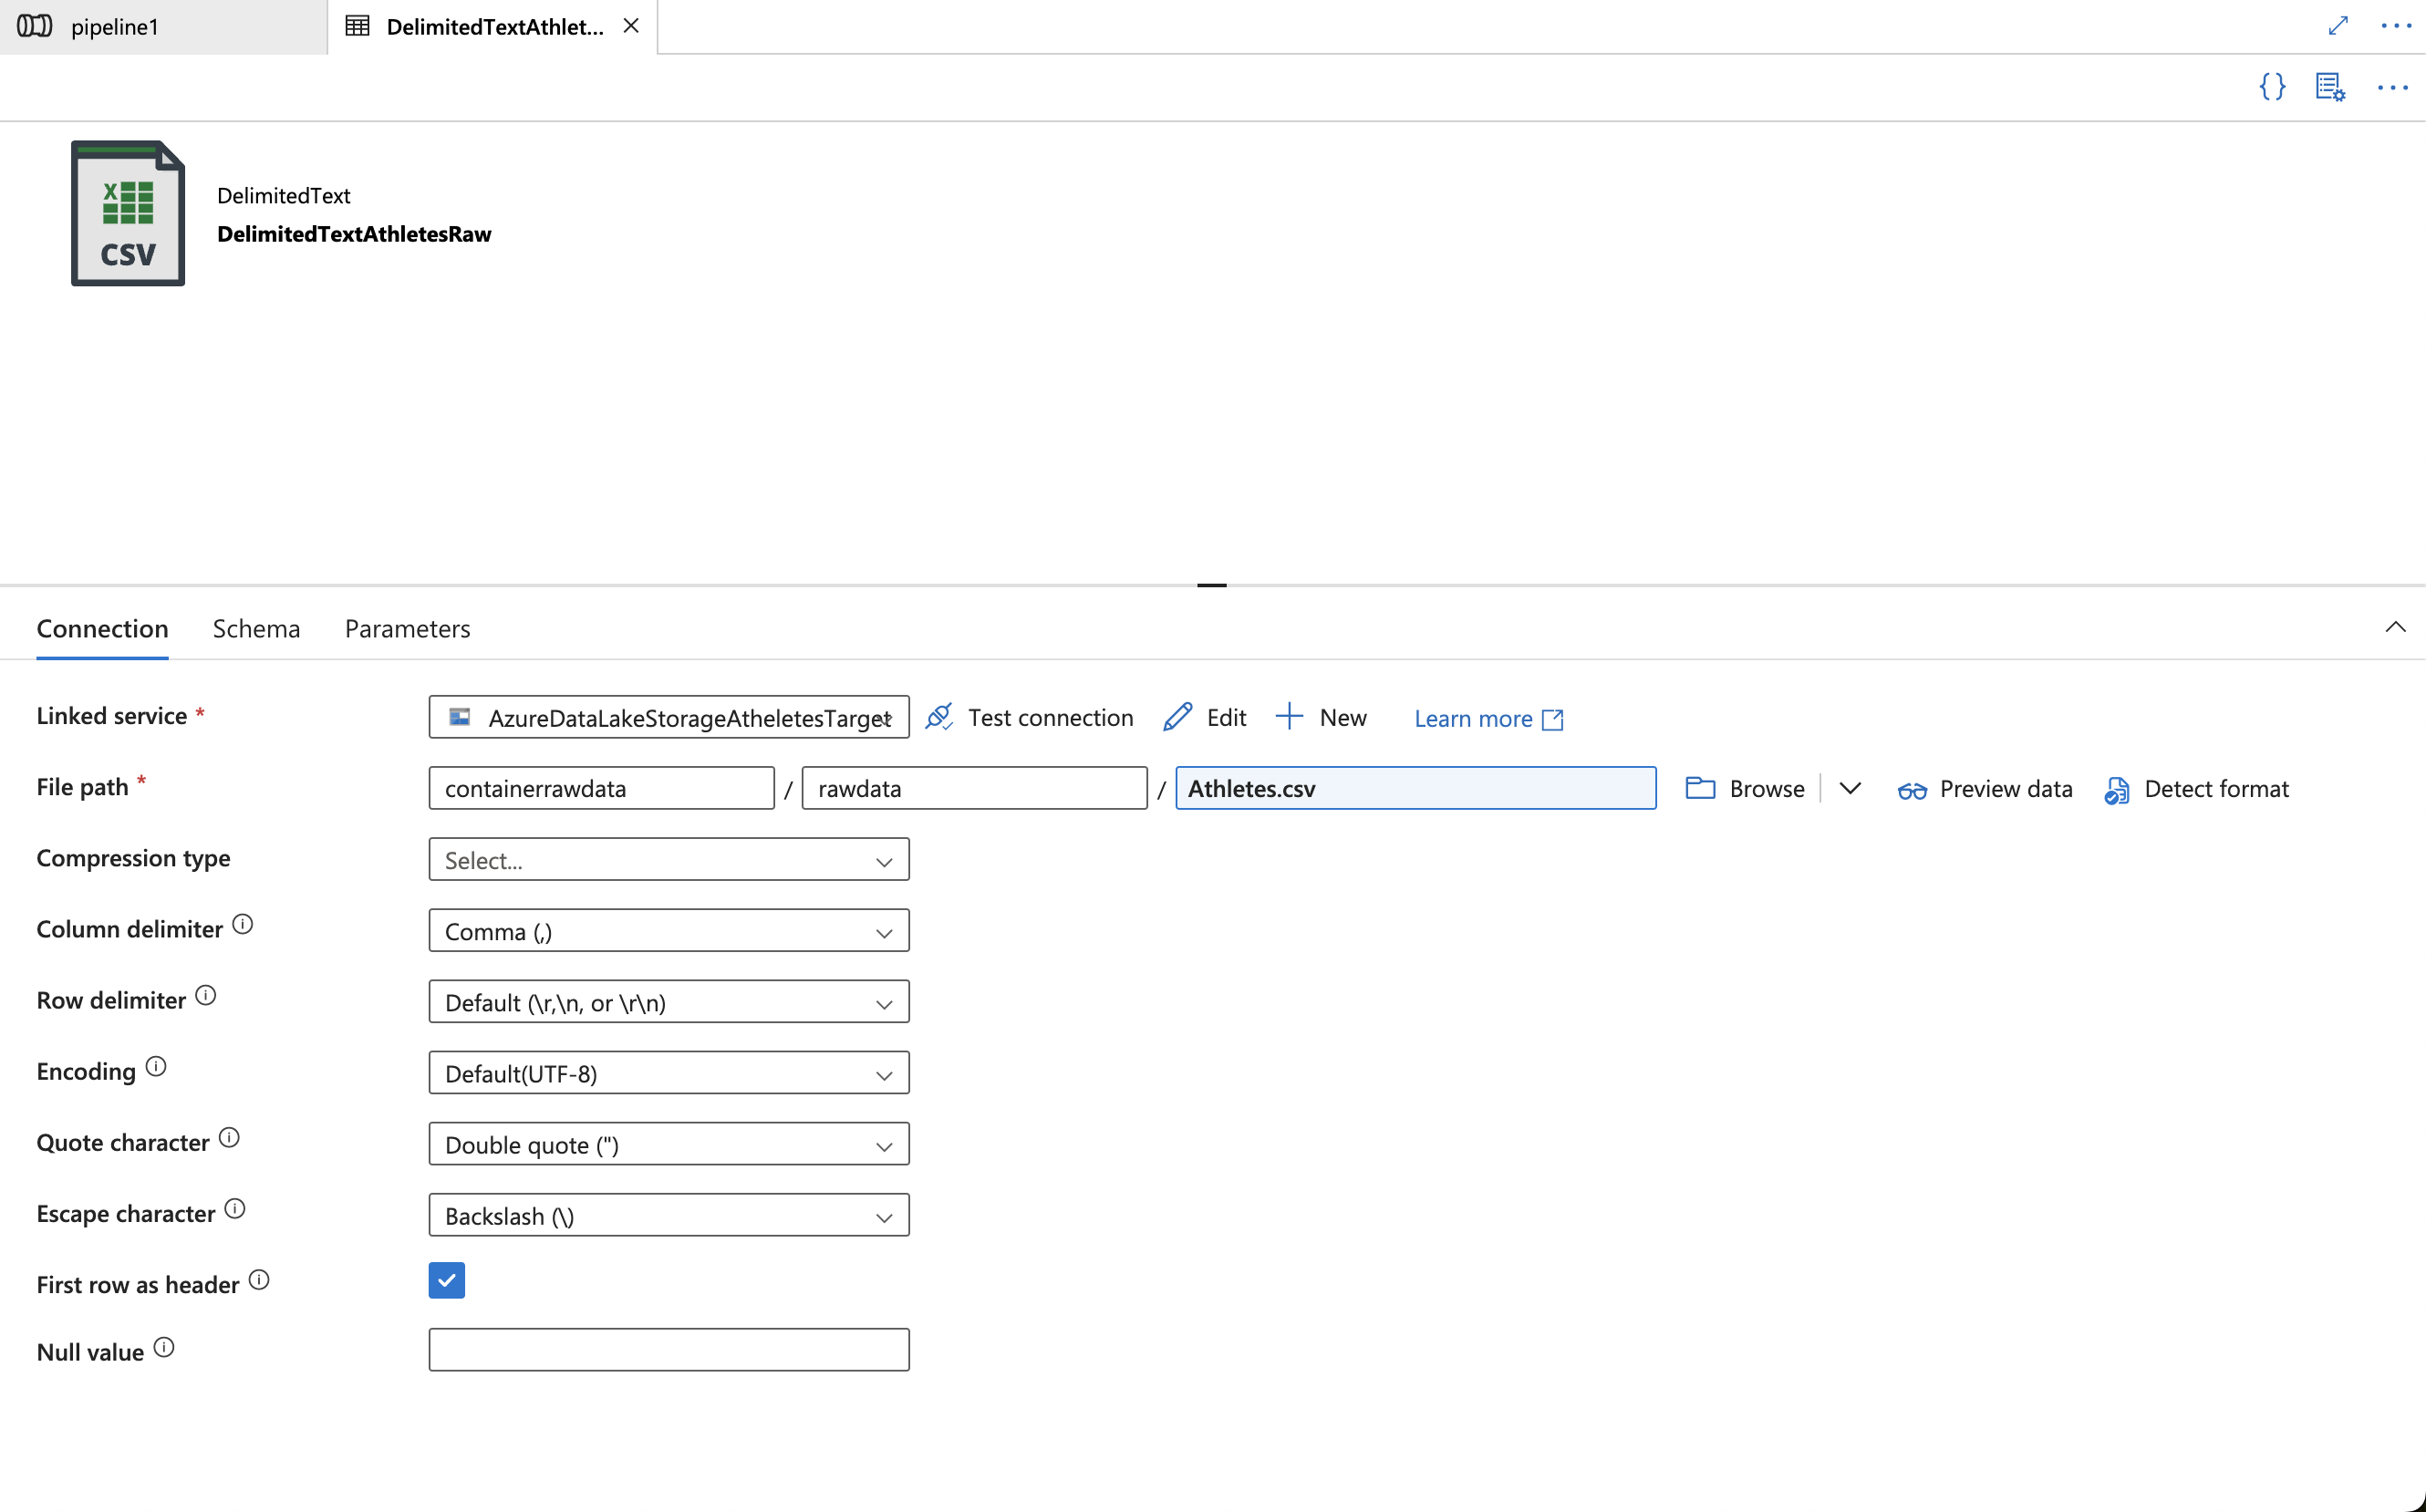 pipeline1
DelimitedTextAthlet...
X
CSV
DelimitedText
DelimitedTextAthletesRaw
Connection
Schema
Parameters
Linked service *
AzureDataLakeStorageAtheletesTarget
Test connection
Edit
New
Learn more
File path *
containerrawdata / rawdata / Athletes.csv
Browse
Preview data
Detect format
Compression type
Select...
Column delimiter
Comma (,)
Row delimiter
Default (\r,\n, or \r\n)
Encoding
Default(UTF-8)
Quote character
Double quote (")
Escape character
Backslash (\)
First row as header
Null value